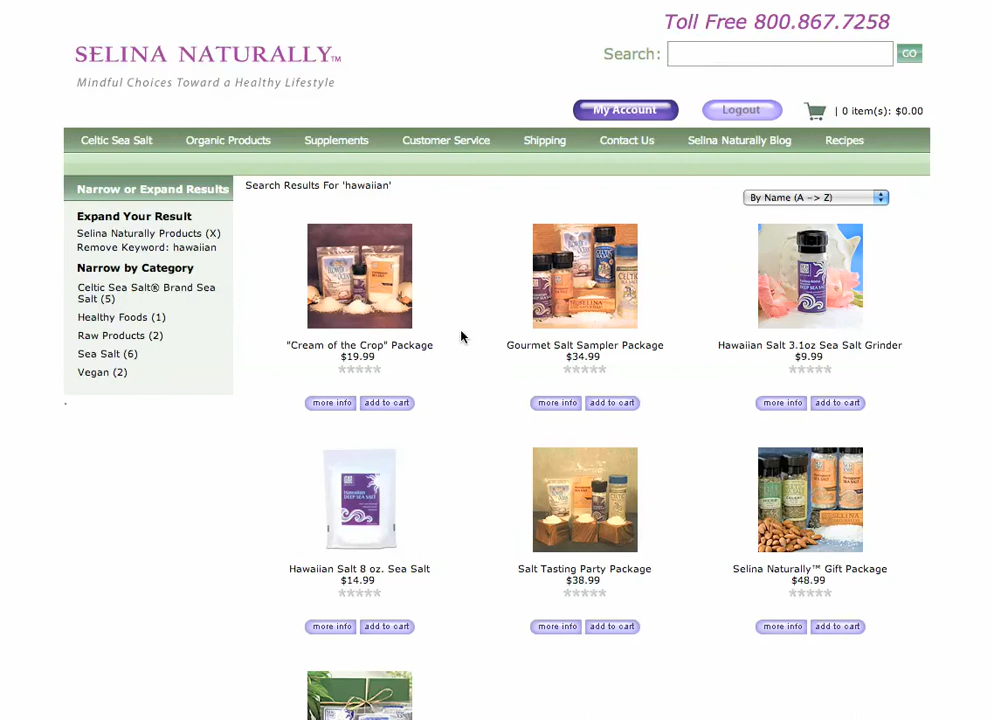 Toll Free 800.867.7258
SELINA NATURALLY™
Mindful Choices Toward a Healthy Lifestyle
Search:
GO
My Account
Logout
| 0 item(s): $0.00
Celtic Sea Salt
Organic Products
Supplements
Customer Service
Shipping
Contact Us
Selina Naturally Blog
Recipes
Narrow or Expand Results
Expand Your Result
Selina Naturally Products (X)
Remove Keyword: hawaiian
Narrow by Category
Celtic Sea Salt® Brand Sea
Salt (5)
Healthy Foods (1)
Raw Products (2)
Sea Salt (6)
Vegan (2)
Search Results For 'hawaiian'
By Name (A -> Z)
"Cream of the Crop" Package
$19.99
more info
add to cart
Gourmet Salt Sampler Package
$34.99
more info
add to cart
Hawaiian Salt 3.1oz Sea Salt Grinder
$9.99
more info
add to cart
Hawaiian
DEEP SEA SALT
Hawaiian Salt 8 oz. Sea Salt
$14.99
more info
add to cart
Salt Tasting Party Package
$38.99
more info
add to cart
SELINA
Selina Naturally™ Gift Package
$48.99
more info
add to cart